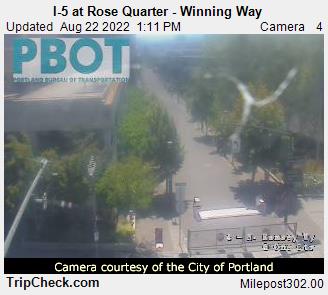 I-5 at Rose Quarter - Winning Way
Updated Aug 22 2022 1:11 PM Camera 4
PBOT
PORTLAND BUREAU OF TRANSPORTATION
Camera courtesy of the City of Portland
TripCheck.com Milepost302.00